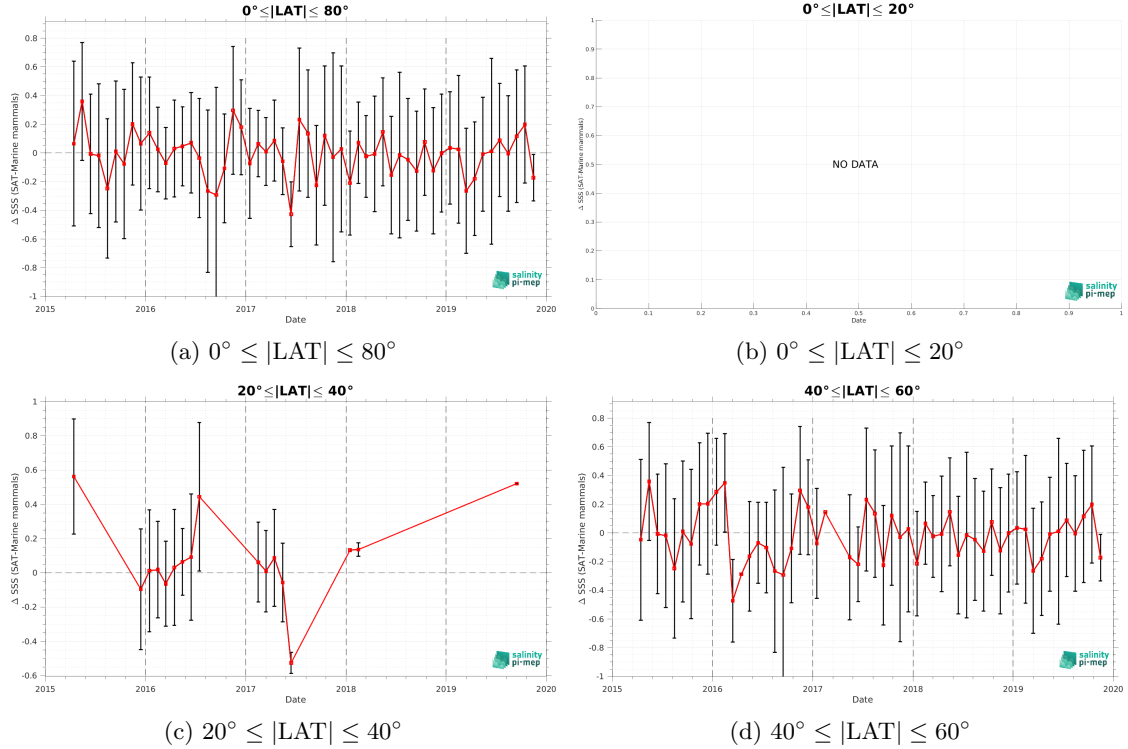 0°≤|LAT|≤ 80°
Δ SSS (SAT-Marine mammals)
0.8
0.6
0.4
0.2
0
-0.2
-0.4
-0.6
-0.8
-1
2015 2016 2017 2018 2019 2020
Date
salinity
pi-mep
(a) 0° ≤ |LAT| ≤ 80°
0°≤|LAT|≤ 20°
Δ SSS (SAT-Marine mammals)
1
0.9
0.8
0.7
0.6
0.5
0.4
0.3
0.2
0.1
0
NO DATA
0 0.1 0.2 0.3 0.4 0.5 0.6 0.7 0.8 0.9 1
Date
salinity
pi-mep
(b) 0° ≤ |LAT| ≤ 20°
20°≤|LAT|≤ 40°
Δ SSS (SAT-Marine mammals)
1
0.8
0.6
0.4
0.2
0
-0.2
-0.4
-0.6
2015 2016 2017 2018 2019 2020
Date
salinity
pi-mep
(c) 20° ≤ |LAT| ≤ 40°
40°≤|LAT|≤ 60°
Δ SSS (SAT-Marine mammals)
0.8
0.6
0.4
0.2
0
-0.2
-0.4
-0.6
-0.8
-1
2015 2016 2017 2018 2019 2020
Date
salinity
pi-mep
(d) 40° ≤ |LAT| ≤ 60°